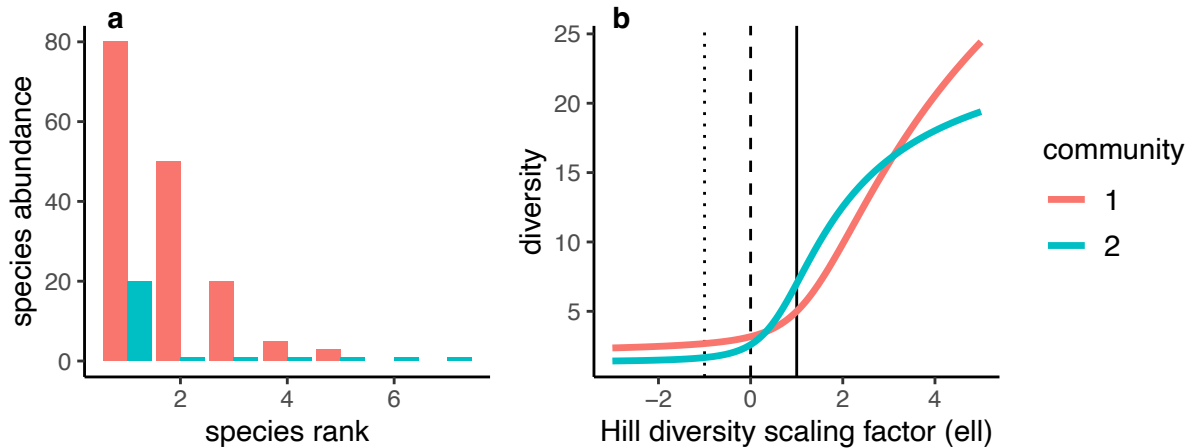 a
80
60
40
20
0
2
4
6
species rank
species abundance
b
25
20
15
10
5
−2
0
2
4
Hill diversity scaling factor (ell)
diversity
community
1
2